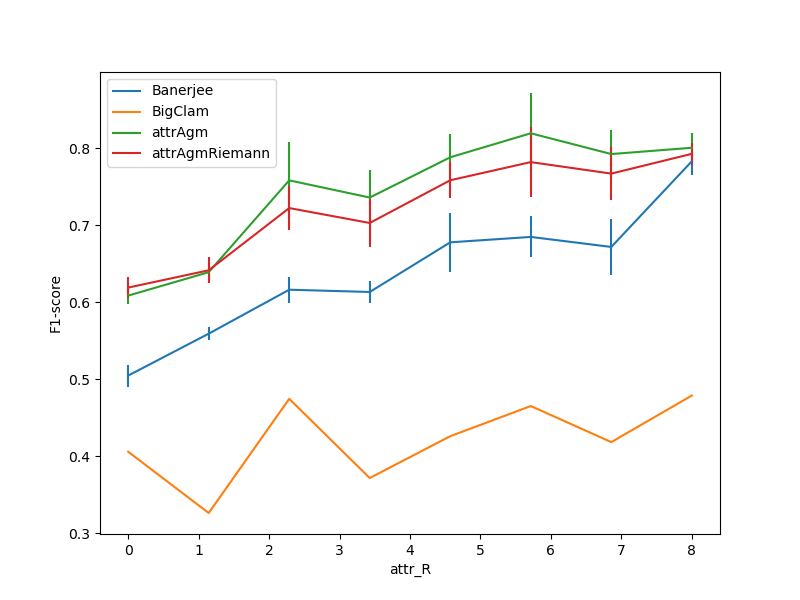 Banerjee
BigClam
attrAgm
attrAgmRiemann
F1-score
0.8
0.7
0.6
0.5
0.4
0.3
0 1 2 3 4 5 6 7 8
attr_R